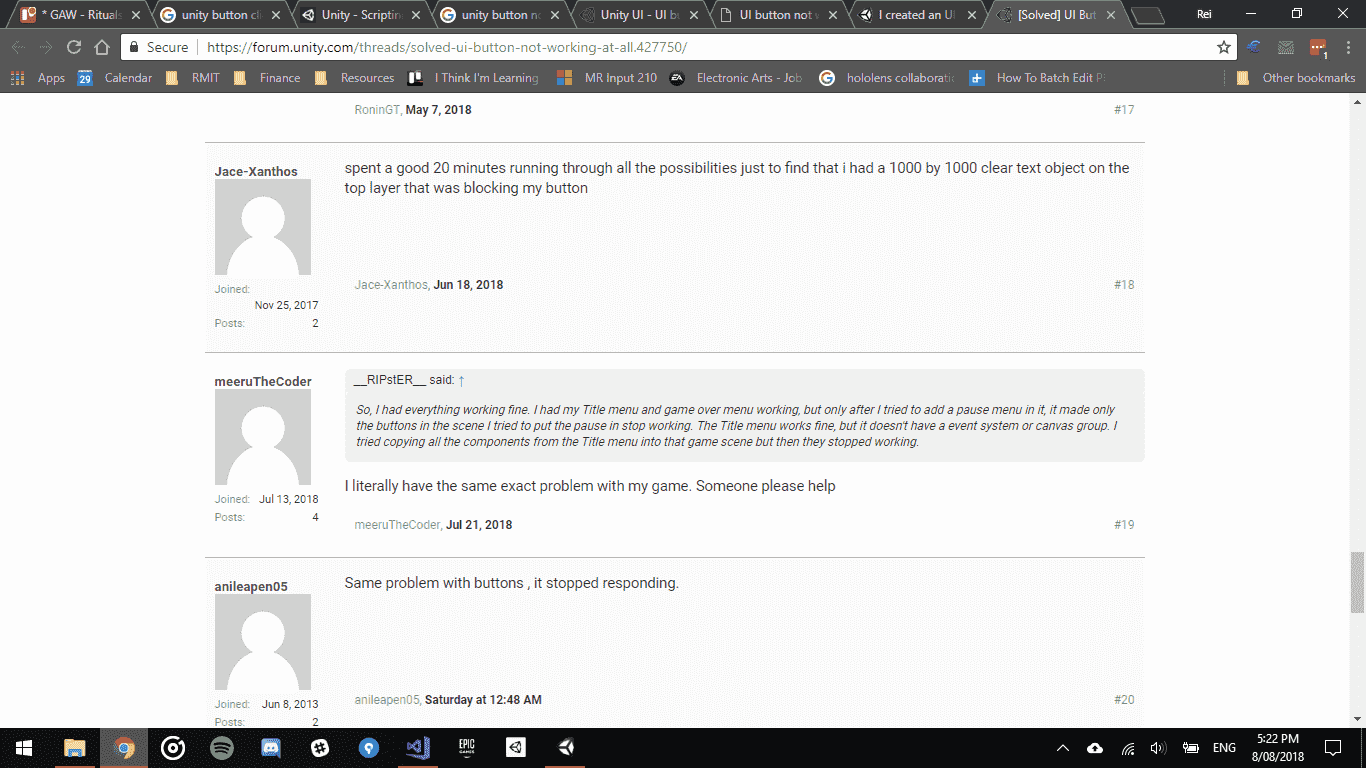 * GAW - Rituals
unity button cli
Unity - Scriptin
unity button no
Unity UI - UI bu
UI button not w
I created an UI
[Solved] UI But
Rei
Secure
https://forum.unity.com/threads/solved-ui-button-not-working-at-all.427750/
1
Apps
29
Calendar
RMIT
Finance
Resources
I Think I'm Learning
MR Input 210
EA
Electronic Arts - Job
hololens collaboratio
How To Batch Edit P
Other bookmarks
RoninGT, May 7, 2018
#17
Jace-Xanthos
Joined:
Nov 25, 2017
Posts: 2
spent a good 20 minutes running through all the possibilities just to find that i had a 1000 by 1000 clear text object on the
top layer that was blocking my button
Jace-Xanthos, Jun 18, 2018
#18
meeruTheCoder
Joined: Jul 13, 2018
Posts: 4
__RIPstER__ said: ↑
So, I had everything working fine. I had my Title menu and game over menu working, but only after I tried to add a pause menu in it, it made only
the buttons in the scene I tried to put the pause in stop working. The Title menu works fine, but it doesn't have a event system or canvas group. I
tried copying all the components from the Title menu into that game scene but then they stopped working.
I literally have the same exact problem with my game. Someone please help
meeruTheCoder, Jul 21, 2018
#19
anileapen05
Joined: Jun 8, 2013
Posts: 2
Same problem with buttons , it stopped responding.
anileapen05, Saturday at 12:48 AM
#20
EPIC
GAMES
ENG
5:22 PM
8/08/2018